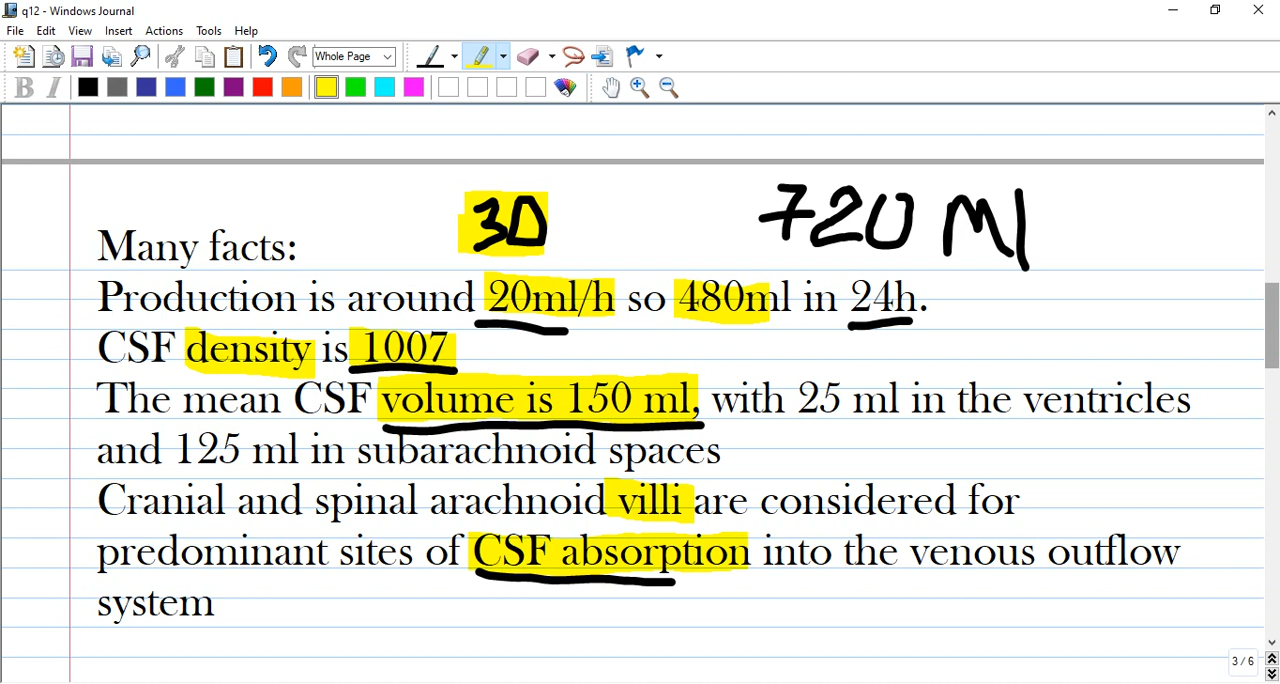 q12 - Windows Journal
File Edit View Insert Actions Tools Help
Whole Page
B I
30 720 Ml
Many facts:
Production is around 20ml/h so 480ml in 24h.
CSF density is 1007
The mean CSF volume is 150 ml, with 25 ml in the ventricles
and 125 ml in subarachnoid spaces
Cranial and spinal arachnoid villi are considered for
predominant sites of CSF absorption into the venous outflow
system
3 / 6